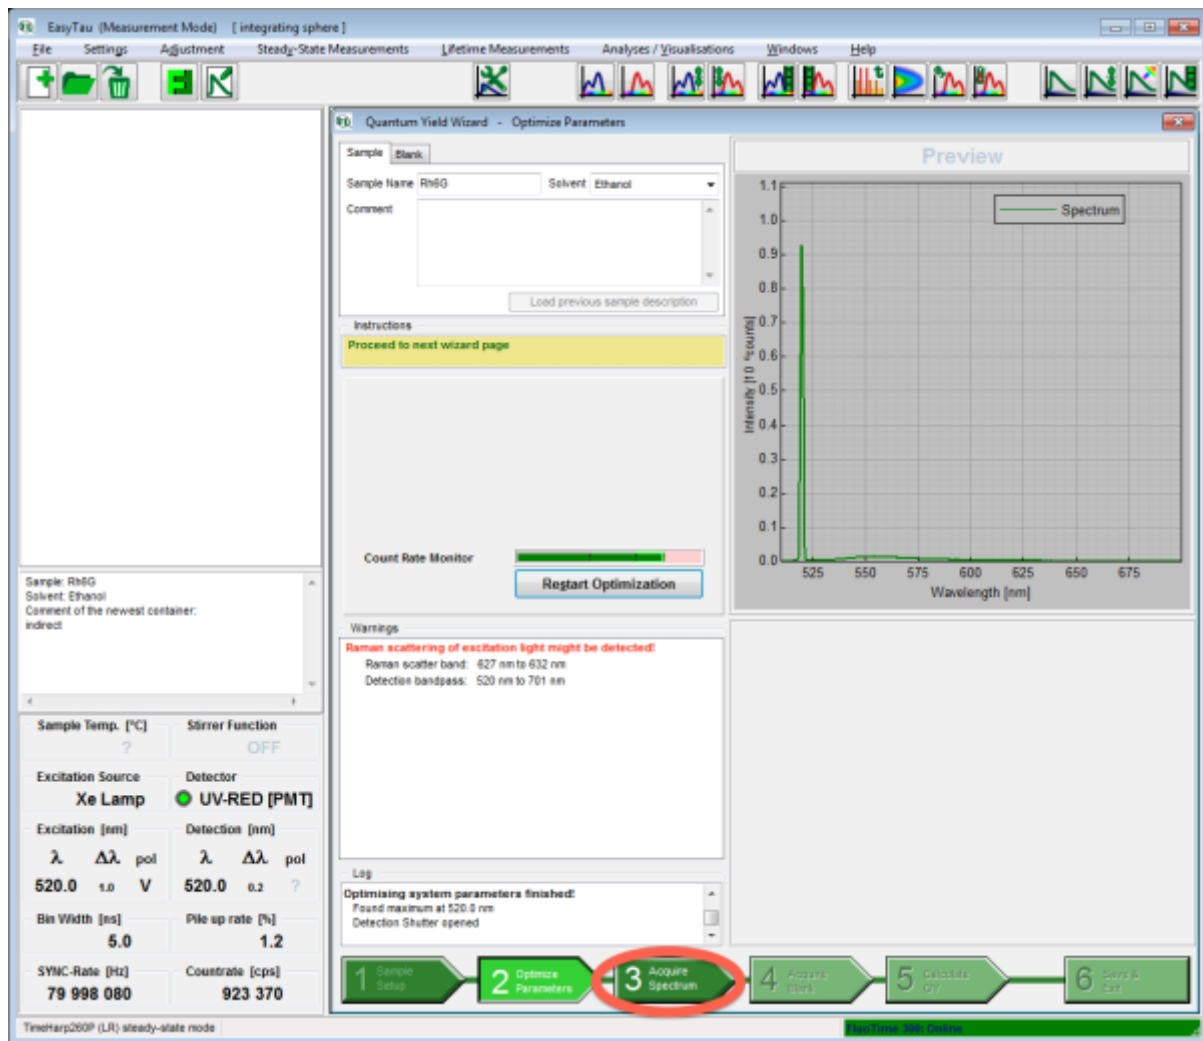 EasyTau (Measurement Mode) [ integrating sphere ]
File Settings Adjustment Steady-State Measurements Lifetime Measurements Analyses / Visualisations Windows Help
Quantum Yield Wizard - Optimize Parameters
Sample Blank
Sample Name Rh6G Solvent Ethanol
Comment
Load previous sample description
Instructions
Proceed to next wizard page
Count Rate Monitor
Restart Optimization
Warnings
Raman scattering of excitation light might be detected!
Raman scatter band: 627 nm to 632 nm
Detection bandpass: 520 nm to 701 nm
Log
Optimising system parameters finished!
Found maximum at 520.0 nm
Detection Shutter opened
Preview
Spectrum
1.1
1.0
0.9
0.8
0.7
0.6
0.5
0.4
0.3
0.2
0.1
0.0
525 550 575 600 625 650 675
Wavelength [nm]
Sample: Rh6G
Solvent: Ethanol
Comment of the newest container:
indirect
Sample Temp. [°C] Stirrer Function
? OFF
Excitation Source Detector
Xe Lamp UV-RED [PMT]
Excitation [nm] Detection [nm]
λ Δλ pol λ Δλ pol
520.0 1.0 V 520.0 0.2 ?
Bin Width [ns] Pile up rate [%]
5.0 1.2
SYNC-Rate [Hz] Countrate [cps]
79 998 080 923 370
1 Sample Setup
2 Optimize Parameters
3 Acquire Spectrum
4 Acquire Blank
5 Calculate QY
6 Save & Exit
TimeHarp260P (LR) steady-state mode
FluoTime 300: Online